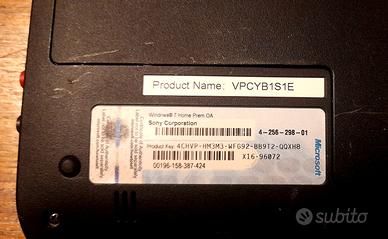 Product Name: VPCYB1S1E
Windows® 7 Home Prem OA
Sony Corporation
4-256-298-01
Product Key: 4CHVP-HM3M3-WFG92-BB9T2-QQXHB
X16-96072
00196-158-387-424
Microsoft
subito